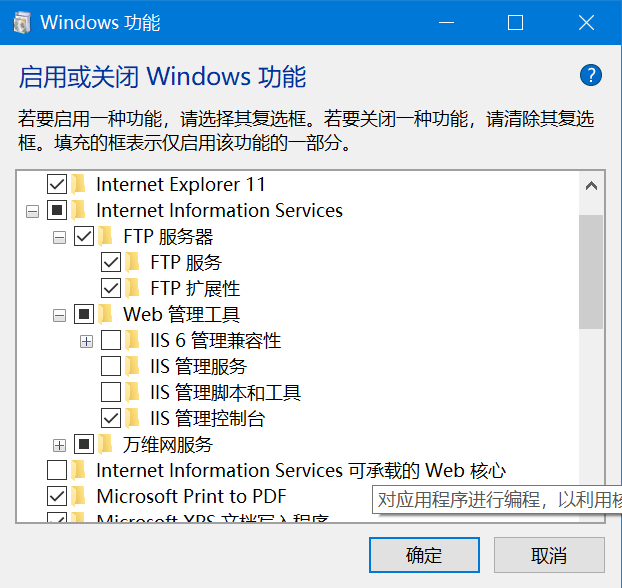 Windows 功能
启用或关闭 Windows 功能
?
若要启用一种功能，请选择其复选框。若要关闭一种功能，请清除其复选
框。填充的框表示仅启用该功能的一部分。
Internet Explorer 11
Internet Information Services
FTP 服务器
FTP 服务
FTP 扩展性
Web 管理工具
IIS 6 管理兼容性
IIS 管理服务
IIS 管理脚本和工具
IIS 管理控制台
万维网服务
Internet Information Services 可承载的 Web 核心
Microsoft Print to PDF
对应用程序进行编程，以利用核
Microsoft XPS 文档写入程序
确定
取消